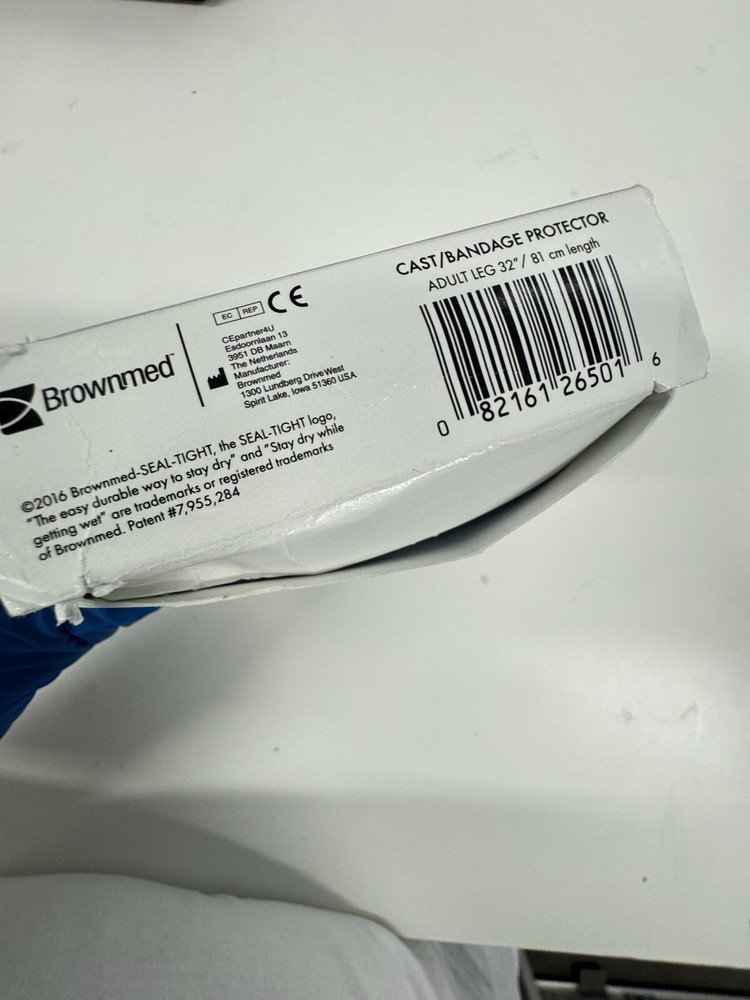 CAST/BANDAGE PROTECTOR
ADULT LEG 32"/ 81 cm length
0 82161 26501 6
EC REP CE
CEpartner4U
Esdoornlaan 13
3951 DB Maarn
The Netherlands
Manufacturer:
Brownmed
1300 Lundberg Drive West
Spirit Lake, Iowa 51360 U.S.A
Brownmed™
©2016 Brownmed-SEAL-TIGHT, the SEAL-TIGHT logo,
"The easy durable way to stay dry" and "Stay dry while
getting wet" are trademarks or registered trademarks
of Brownmed. Patent #7,955,284